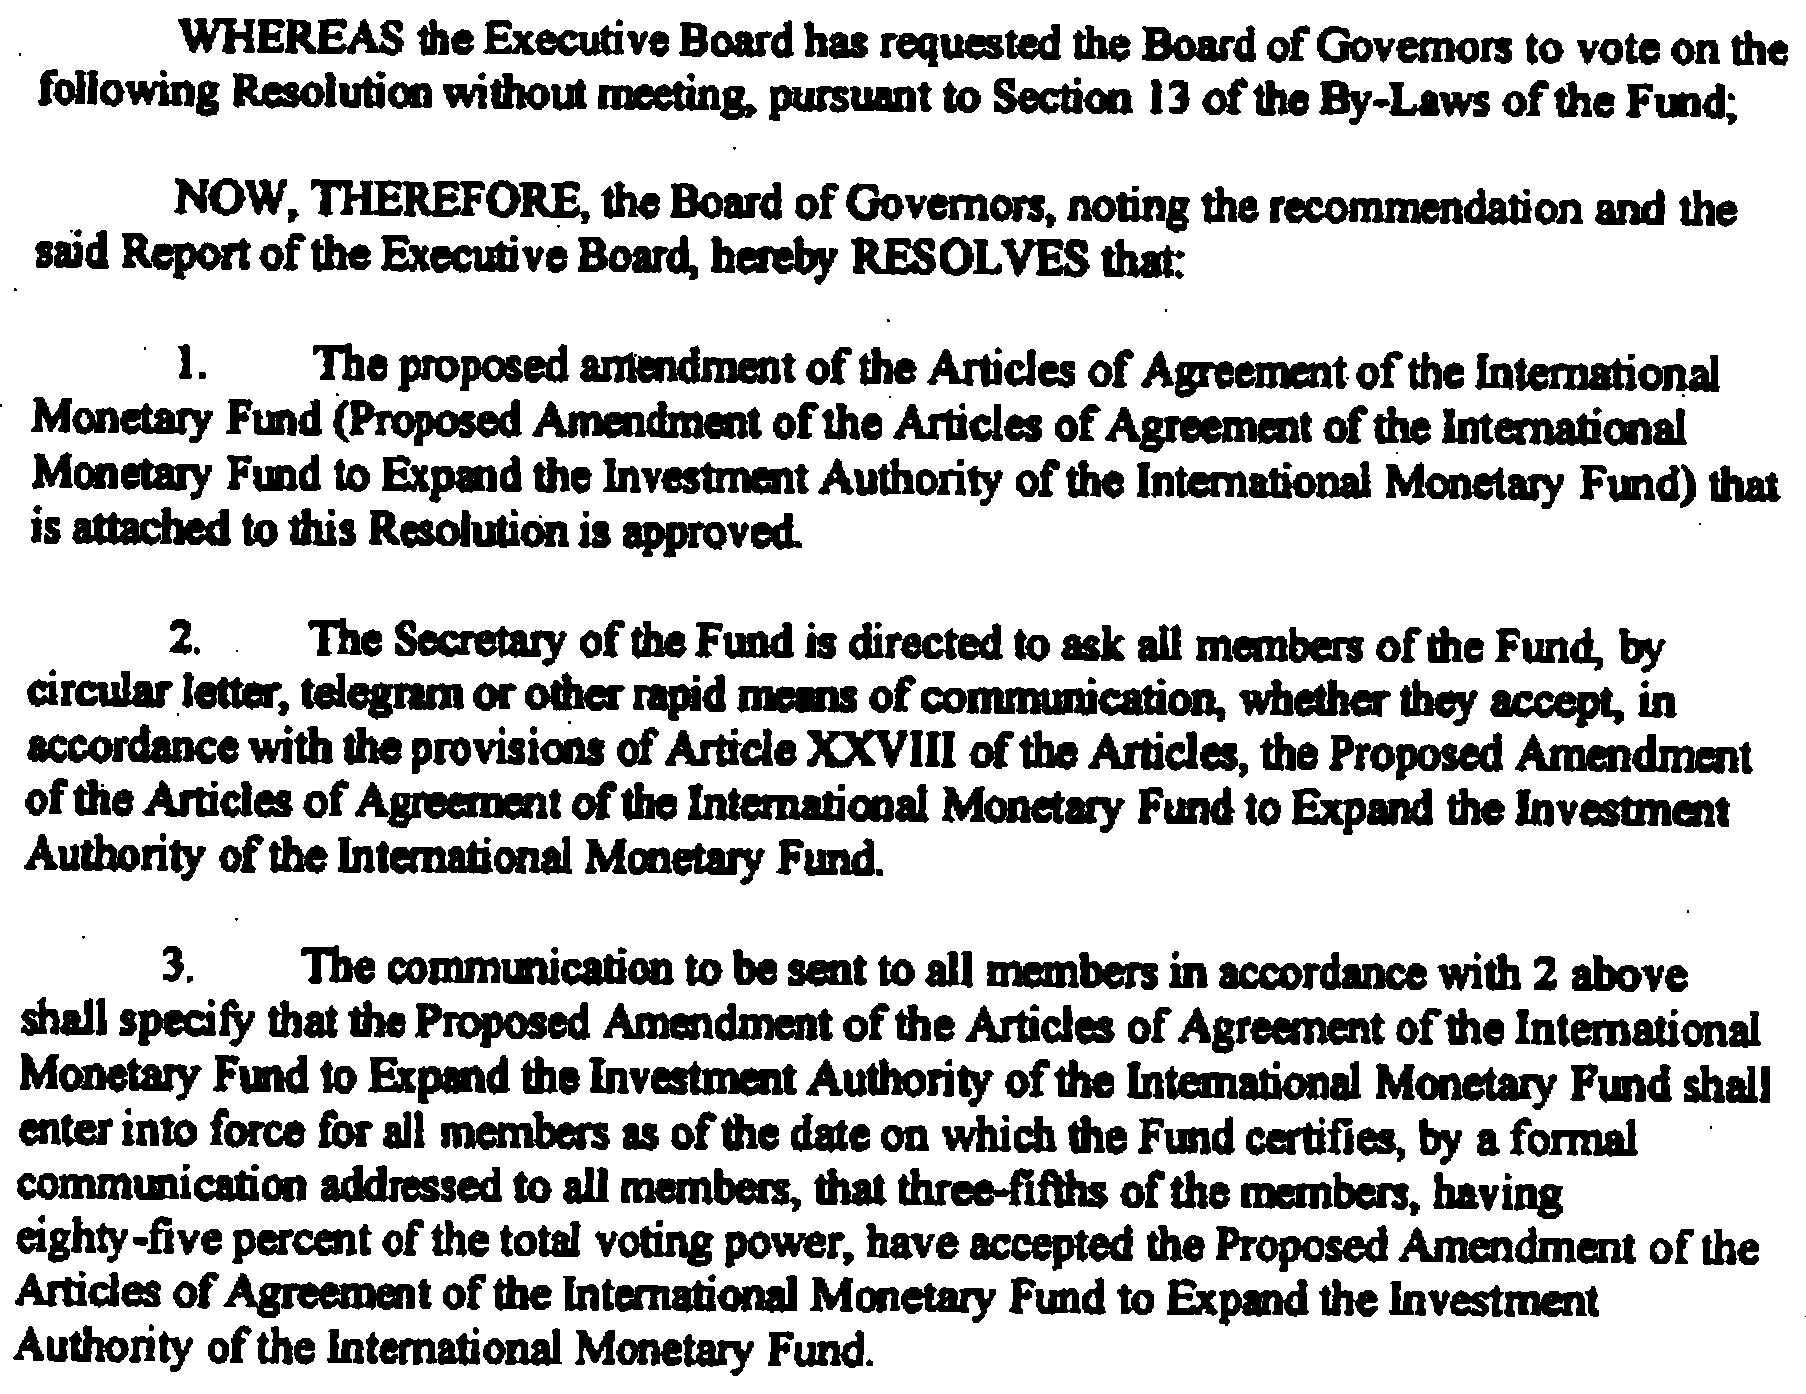 WHEREAS the Executive Board has requested the Board of Governors to vote on the
following Resolution without meeting, pursuant to Section 13 of the By-Laws of the Fund;
NOW, THEREFORE, the Board of Governors, noting the recommendation and the
said Report of the Executive Board, hereby RESOLVES that:
1. The proposed amendment of the Articles of Agreement of the International
Monetary Fund (Proposed Amendment of the Articles of Agreement of the International
Monetary Fund to Expand the Investment Authority of the International Monetary Fund) that
is attached to this Resolution is approved.
2. The Secretary of the Fund is directed to ask all members of the Fund, by
circular letter, telegram or other rapid means of communication, whether they accept, in
accordance with the provisions of Article XXVIII of the Articles, the Proposed Amendment
of the Articles of Agreement of the International Monetary Fund to Expand the Investment
Authority of the International Monetary Fund.
3. The communication to be sent to all members in accordance with 2 above
shall specify that the Proposed Amendment of the Articles of Agreement of the International
Monetary Fund to Expand the Investment Authority of the International Monetary Fund shall
enter into force for all members as of the date on which the Fund certifies, by a formal
communication addressed to all members, that three-fifths of the members, having
eighty-five percent of the total voting power, have accepted the Proposed Amendment of the
Articles of Agreement of the International Monetary Fund to Expand the Investment
Authority of the International Monetary Fund.